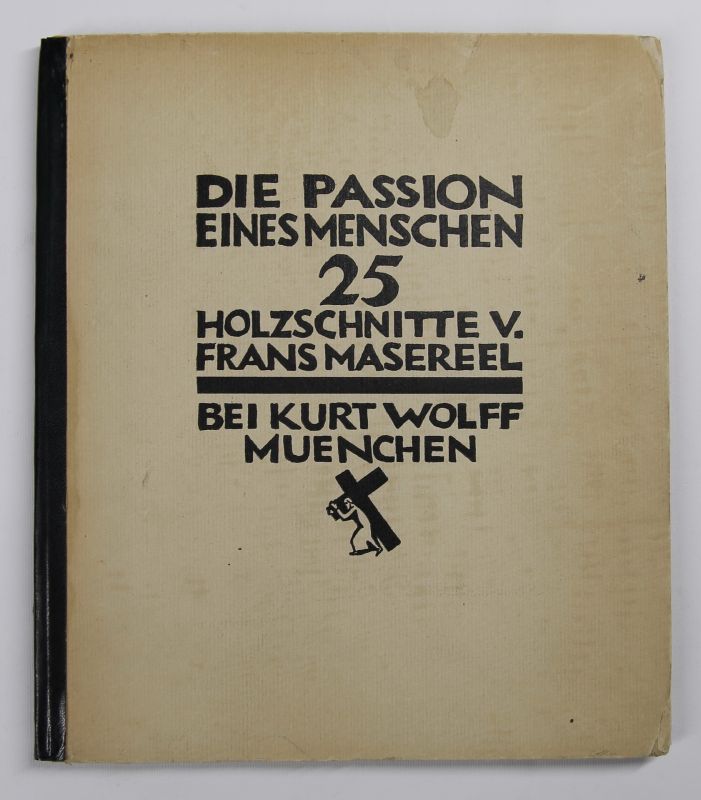 DIE PASSION
EINES MENSCHEN
25
HOLZSCHNITTE V.
FRANS MASEREEL
BEI KURT WOLFF
MUENCHEN